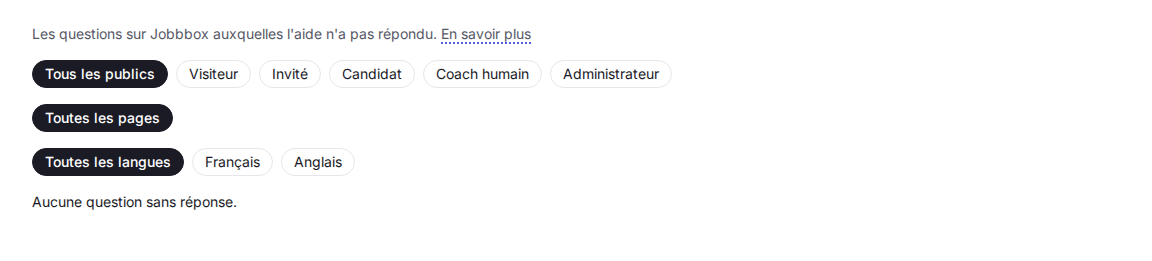 Les questions sur Jobbbox auxquelles l'aide n'a pas répondu. En savoir plus
Tous les publics Visiteur Invité Candidat Coach humain Administrateur
Toutes les pages
Toutes les langues Français Anglais
Aucune question sans réponse.